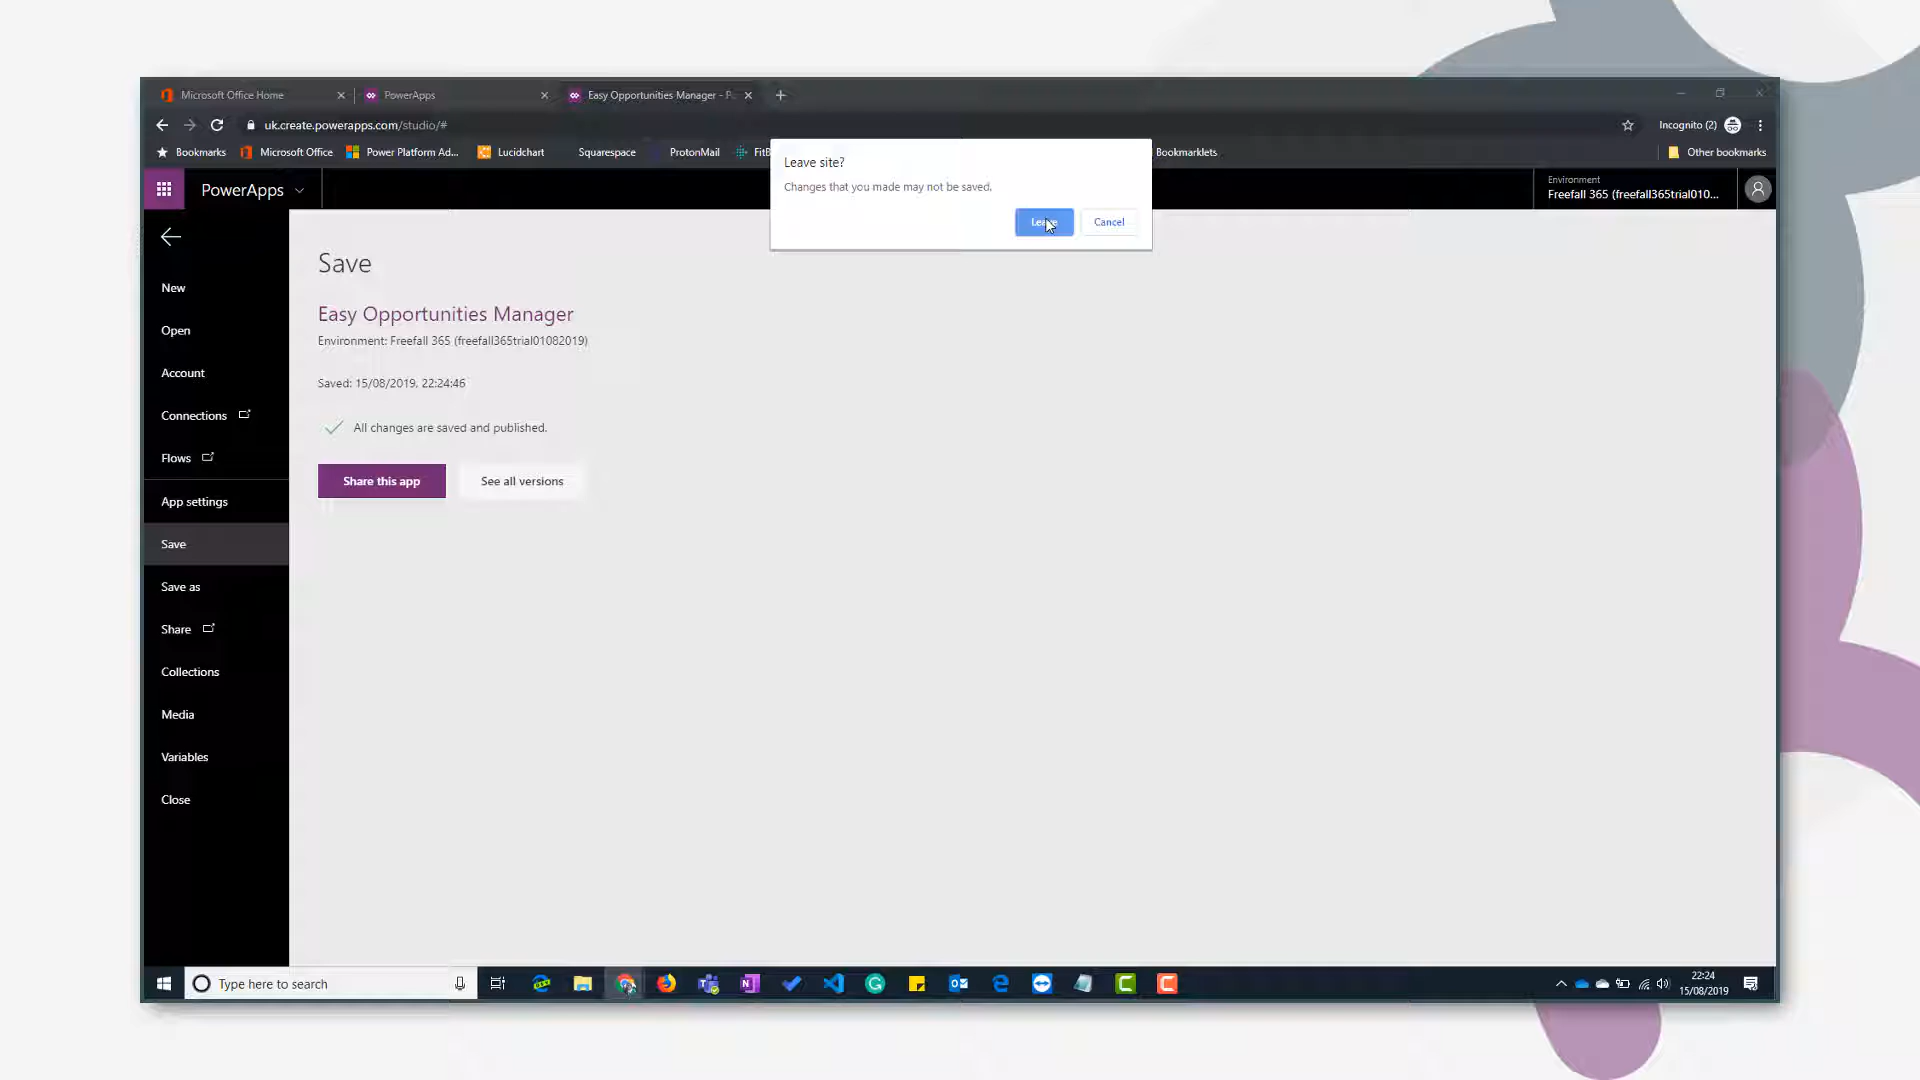 Microsoft Office Home
PowerApps
Easy Opportunities Manager - P..
uk.create.powerapps.com/studio/#
Incognito (2)
Bookmarks
Microsoft Office
Power Platform Ad...
Lucidchart
Squarespace
ProtonMail
FitB
Bookmarklets
Other bookmarks
Leave site?
Changes that you made may not be saved.
Cancel
PowerApps
Environment
Freefall 365 (freefall365trial010...
New
Open
Account
Connections
Flows
App settings
Save
Save as
Share
Collections
Media
Variables
Close
Save
Easy Opportunities Manager
Environment: Freefall 365 (freefall365trial01082019)
Saved: 15/08/2019, 22:24:46
All changes are saved and published.
Share this app
See all versions
Type here to search
22:24
15/08/2019